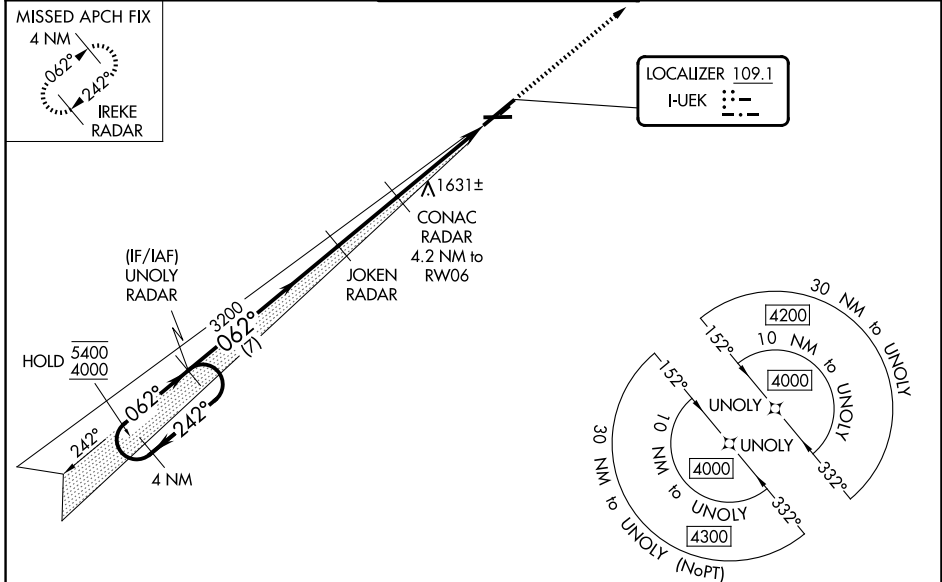 MISSED APCH FIX
4 NM
062°
242°
IREKE
RADAR
LOCALIZER 109.1
I-UEK
1631±
CONAC
RADAR
4.2 NM to
RW06
JOKEN
RADAR
(IF/IAF)
UNOLY
RADAR
3200
062°
(7)
HOLD 5400
4000
062°
242°
242°
4 NM
30 NM to UNOLY
4200
152°
10 NM to UNOLY
4000
UNOLY
332°
152°
UNOLY
10 NM to UNOLY
4000
332°
4300
30 NM to UNOLY (NoPT)